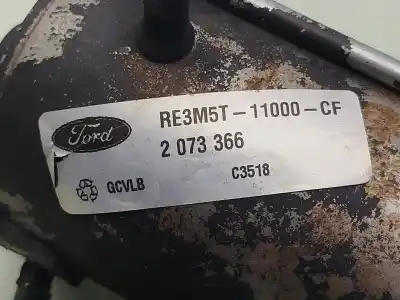 RE3M5T-11000-CF
Ford
2 073 366
GCVLB
C3518